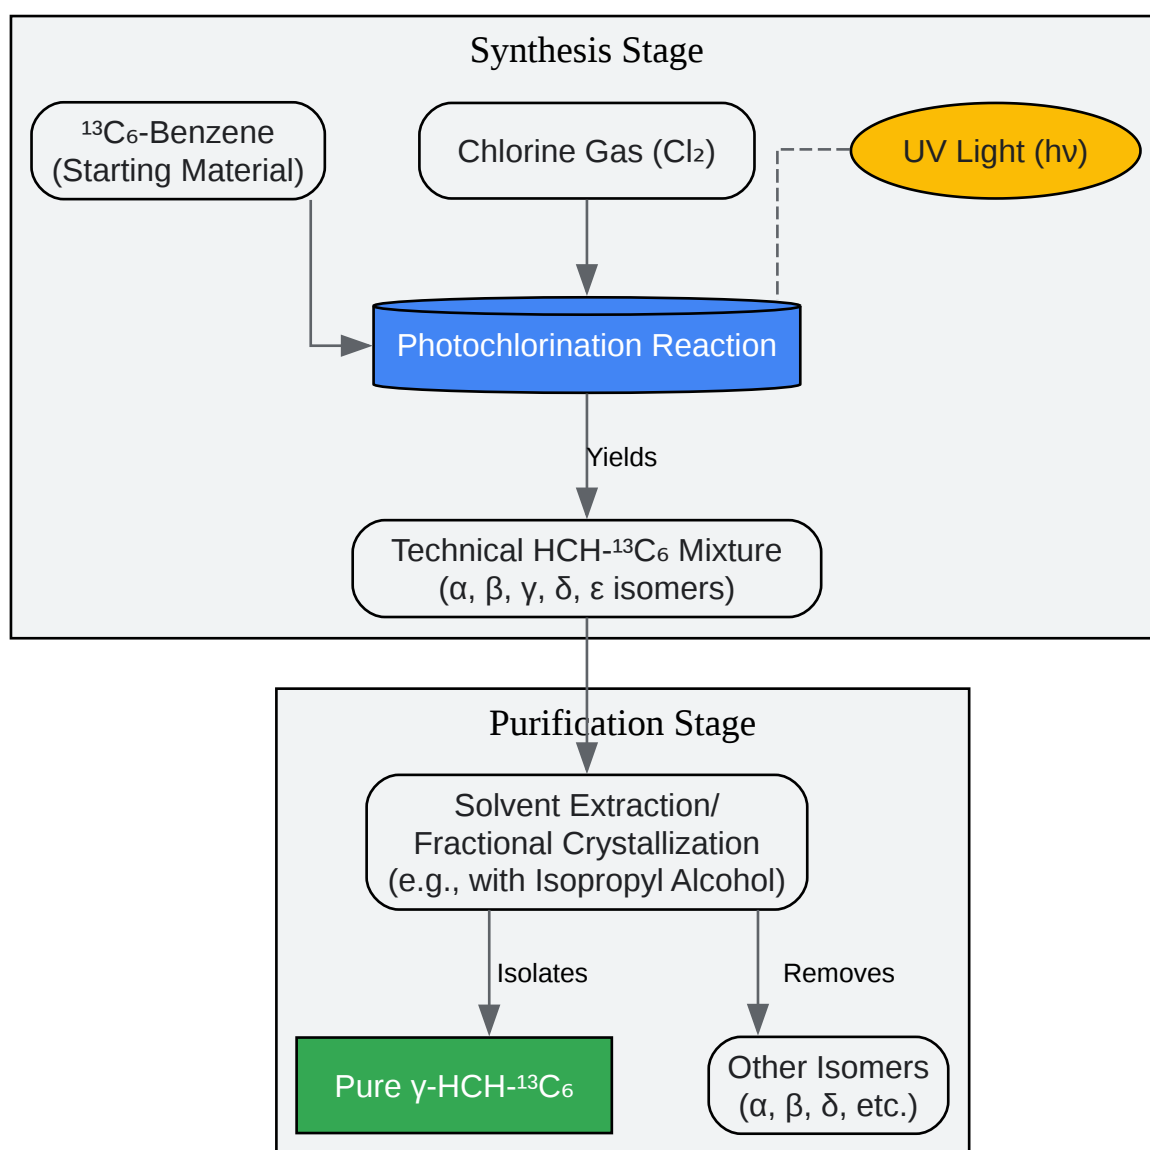 Synthesis Stage
¹³C₆-Benzene
(Starting Material)
Chlorine Gas (Cl₂)
UV Light (hν)
Photochlorination Reaction
Yields
Technical HCH-¹³C₆ Mixture
(α, β, γ, δ, ε isomers)
Purification Stage
Solvent Extraction/
Fractional Crystallization
(e.g., with Isopropyl Alcohol)
Isolates
Removes
Pure γ-HCH-¹³C₆
Other Isomers
(α, β, δ, etc.)